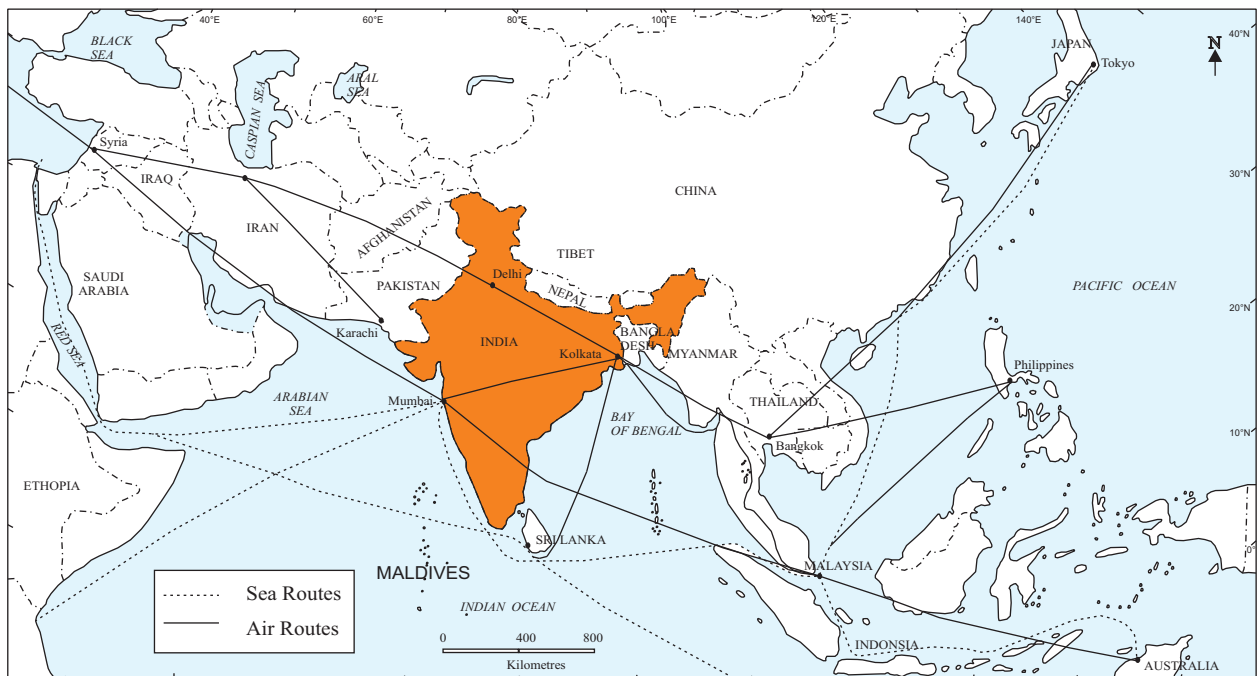 40°E
60°E
80°E
100°E
120°E
140°E
40°N
BLACK
SEA
JAPAN
N
Tokyo
ARAL
SEA
CASPIAN SEA
Syria
IRAQ
30°N
CHINA
IRAN
AFGHANISTAN
TIBET
SAUDI
ARABIA
PAKISTAN
Delhi
NEPAL
PACIFIC OCEAN
20°N
RED SEA
Karachi
INDIA
BANGLA
DESH
Kolkata
MYANMAR
Philippines
ARABIAN
SEA
Mumbai
THAILAND
BAY
OF BENGAL
10°N
Bangkok
ETHIOPIA
SRI LANKA
0°
MALAYSIA
MALDIVES
Sea Routes
INDIAN OCEAN
Air Routes
0 400 800
Kilometres
INDONSIA
AUSTRALIA